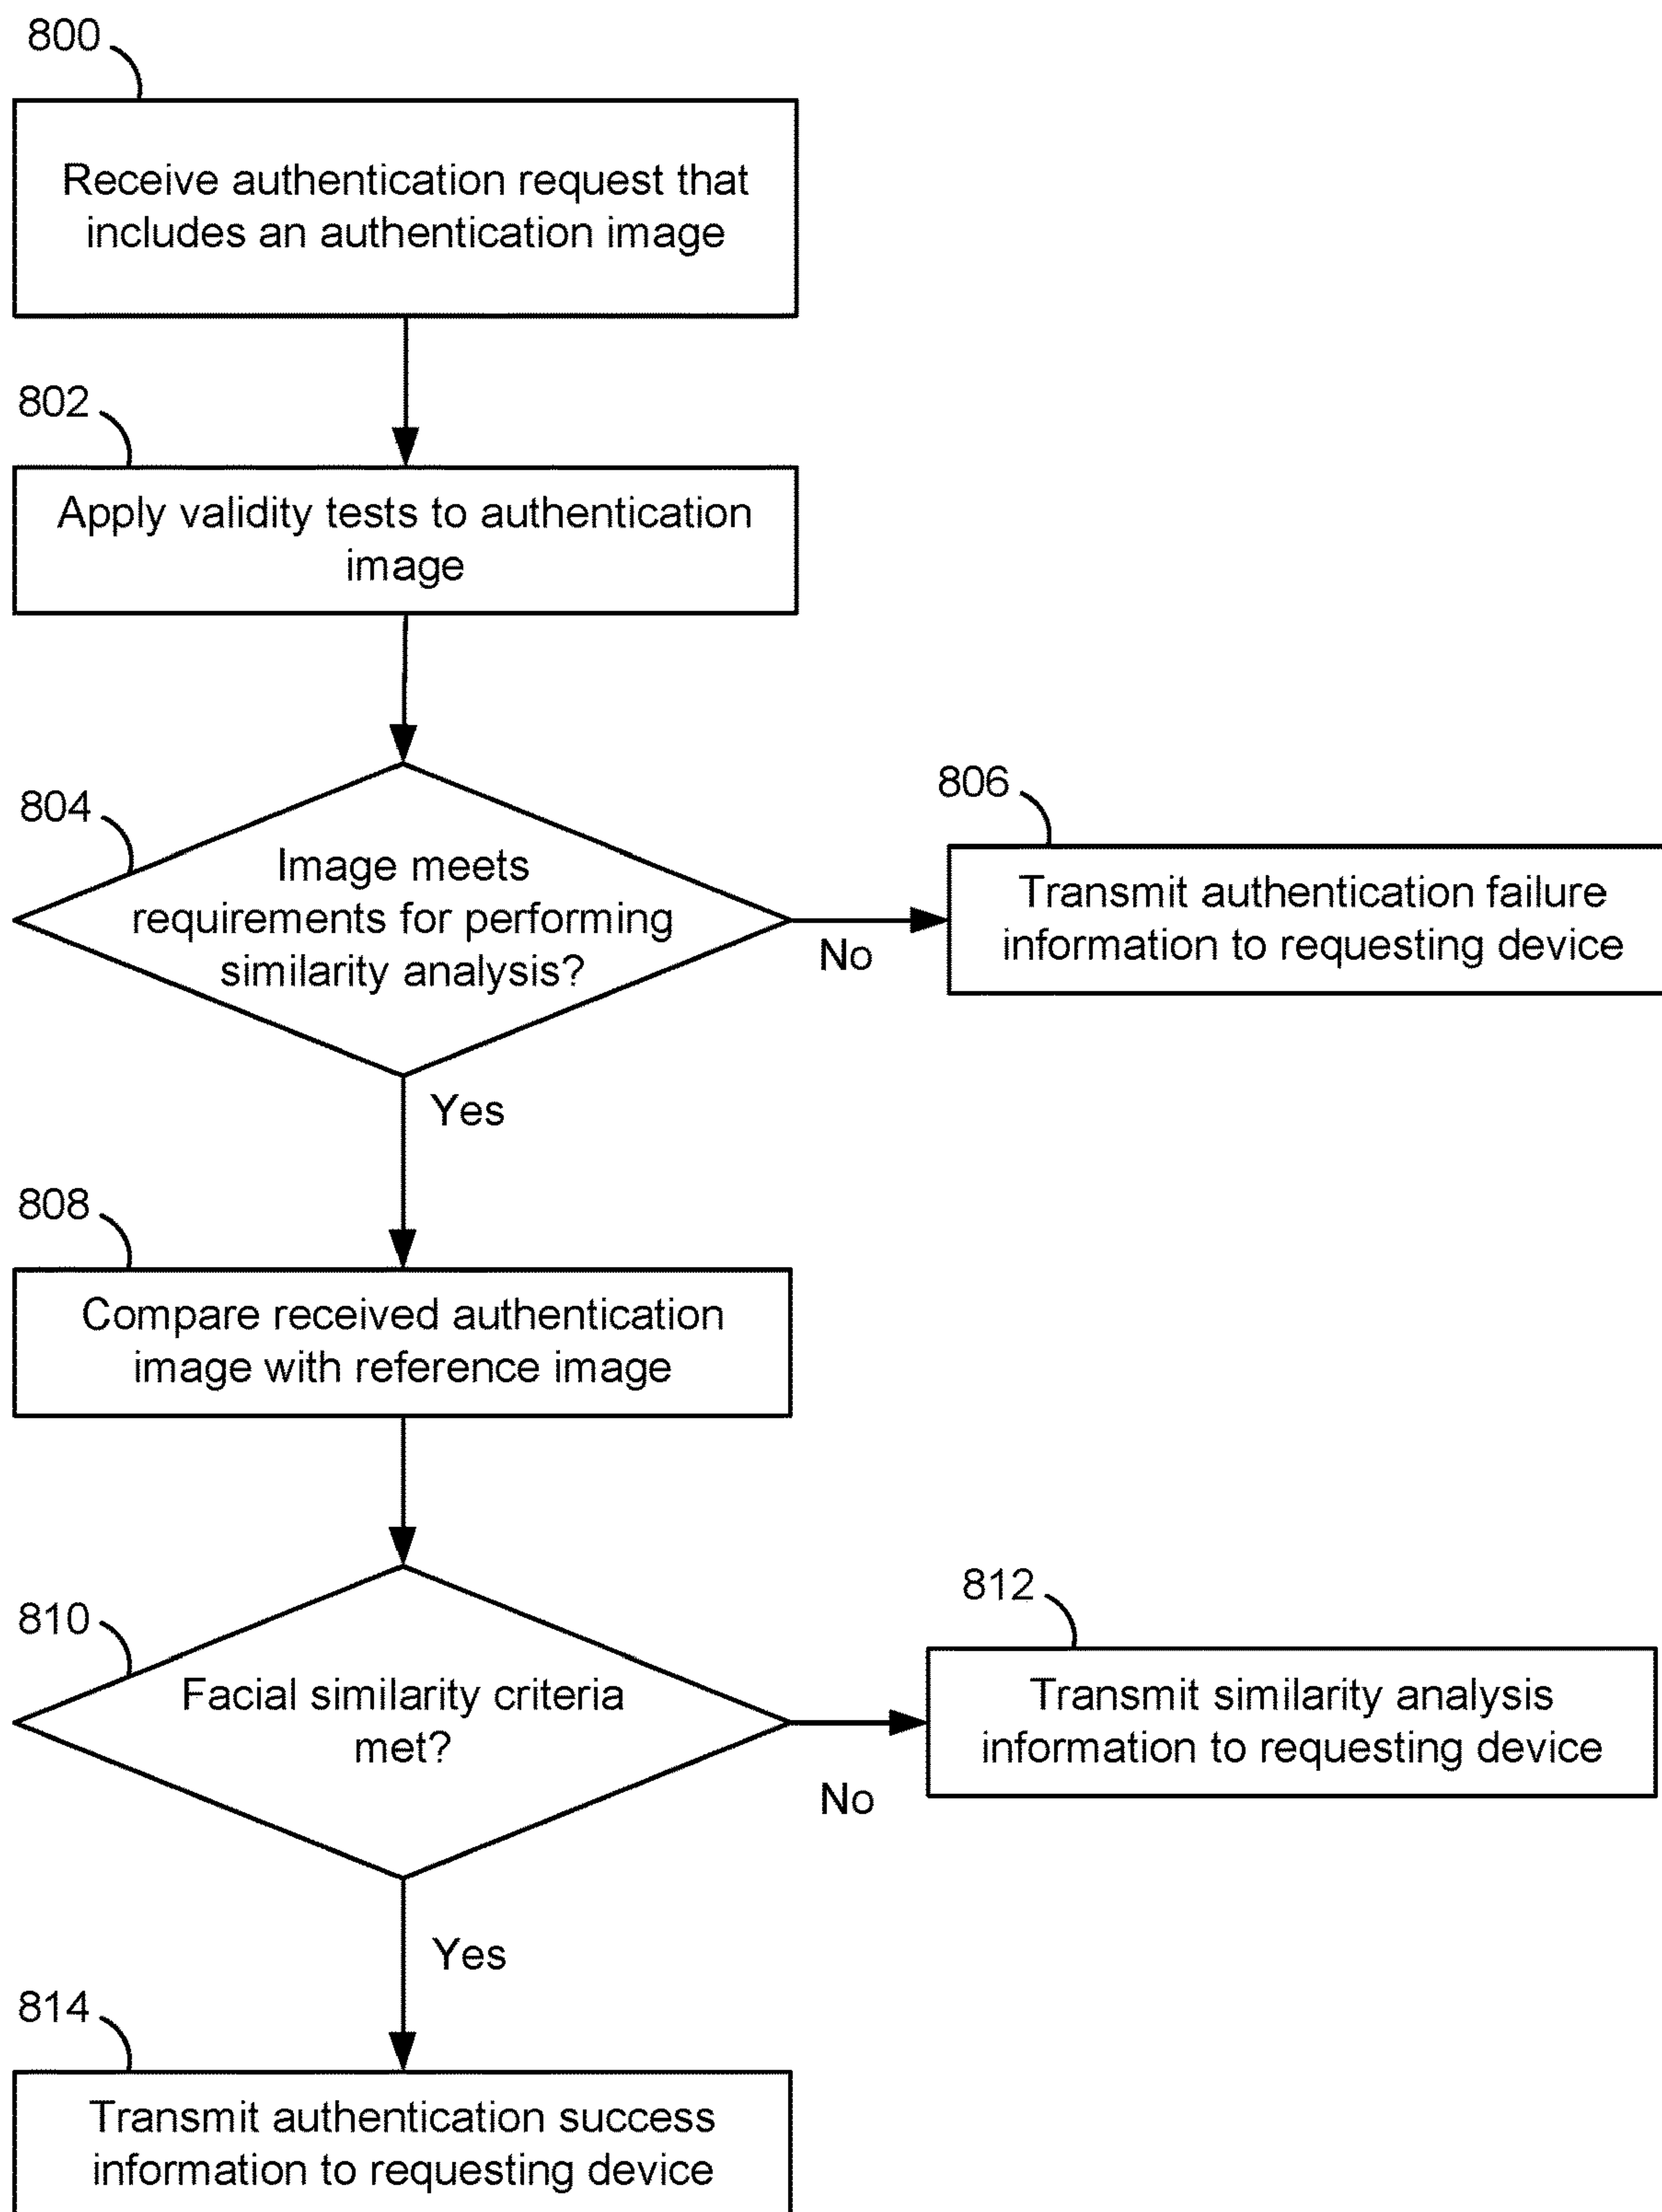 800
Receive authentication request that
includes an authentication image
802
Apply validity tests to authentication
image
804
Image meets
requirements for performing
similarity analysis?
No
806
Transmit authentication failure
information to requesting device
Yes
808
Compare received authentication
image with reference image
810
Facial similarity criteria
met?
No
812
Transmit similarity analysis
information to requesting device
Yes
814
Transmit authentication success
information to requesting device